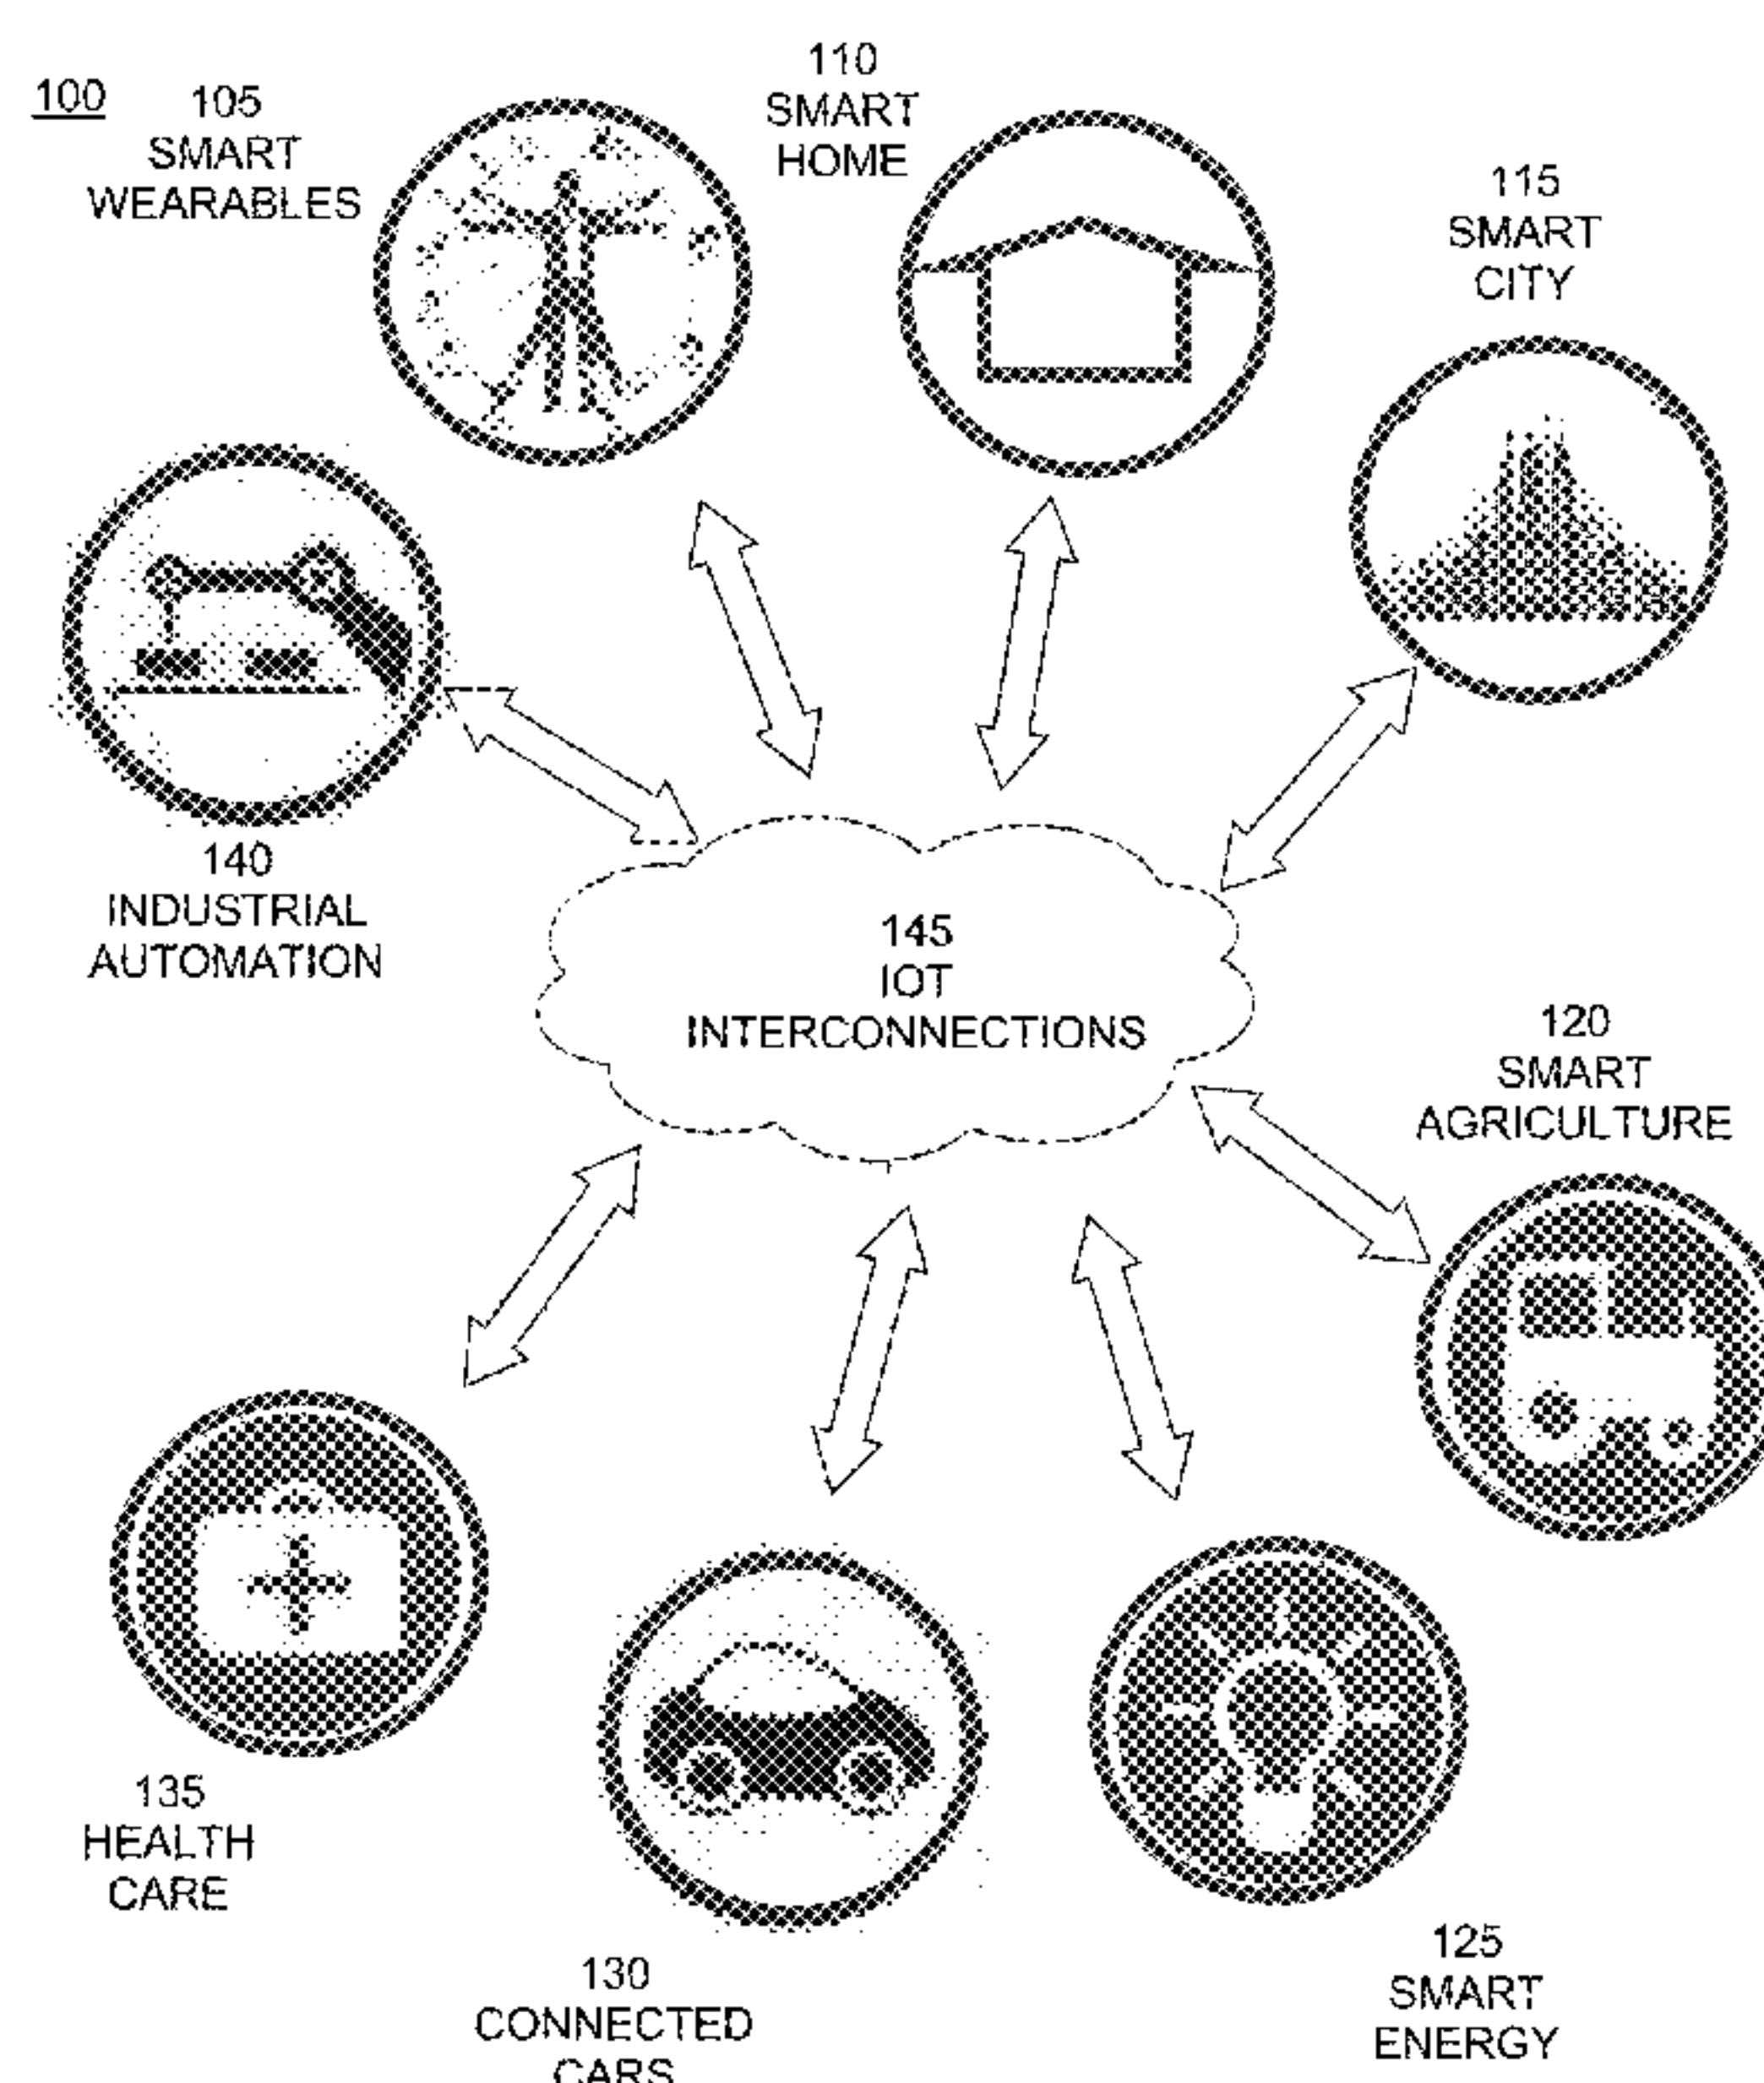 100
105
SMART
WEARABLES
110
SMART
HOME
115
SMART
CITY
140
INDUSTRIAL
AUTOMATION
145
IOT
INTERCONNECTIONS
120
SMART
AGRICULTURE
135
HEALTH
CARE
130
CONNECTED
CARS
125
SMART
ENERGY